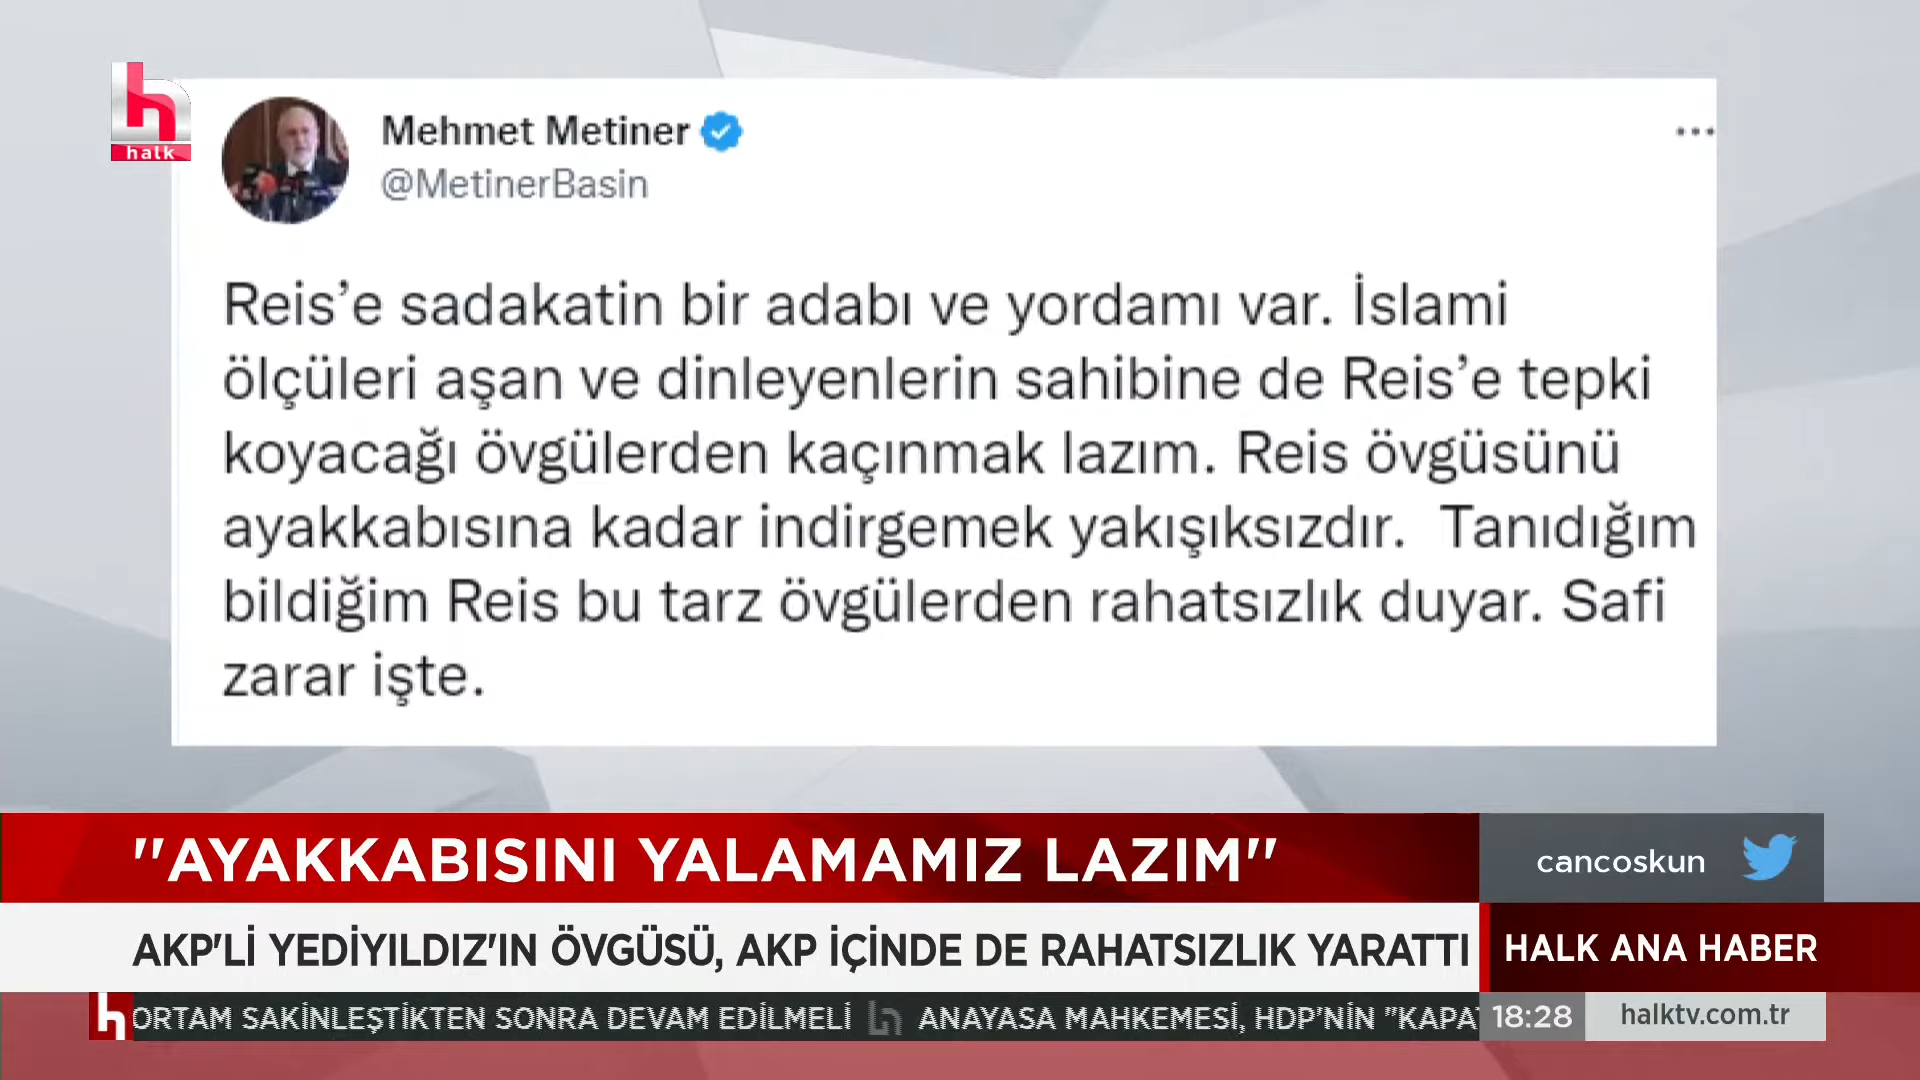 h
halk
Mehmet Metiner
@MetinerBasin
Reis’e sadakatin bir adabı ve yordamı var. İslami
ölçüleri aşan ve dinleyenlerin sahibine de Reis’e tepki
koyacağı övgülerden kaçınmak lazım. Reis övgüsünü
ayakkabısına kadar indirgemek yakışıksızdır. Tanıdığım
bildiğim Reis bu tarz övgülerden rahatsızlık duyar. Safi
zarar işte.
"AYAKKABISINI YALAMAMIZ LAZIM"
cancoskun
AKP'Lİ YEDİYILDIZ'IN ÖVGÜSÜ, AKP İÇİNDE DE RAHATSIZLIK YARATTI
HALK ANA HABER
h ORTAM SAKİNLEŞTİKTEN SONRA DEVAM EDİLMELİ h ANAYASA MAHKEMESİ, HDP'NİN "KAPA
18:28
halktv.com.tr